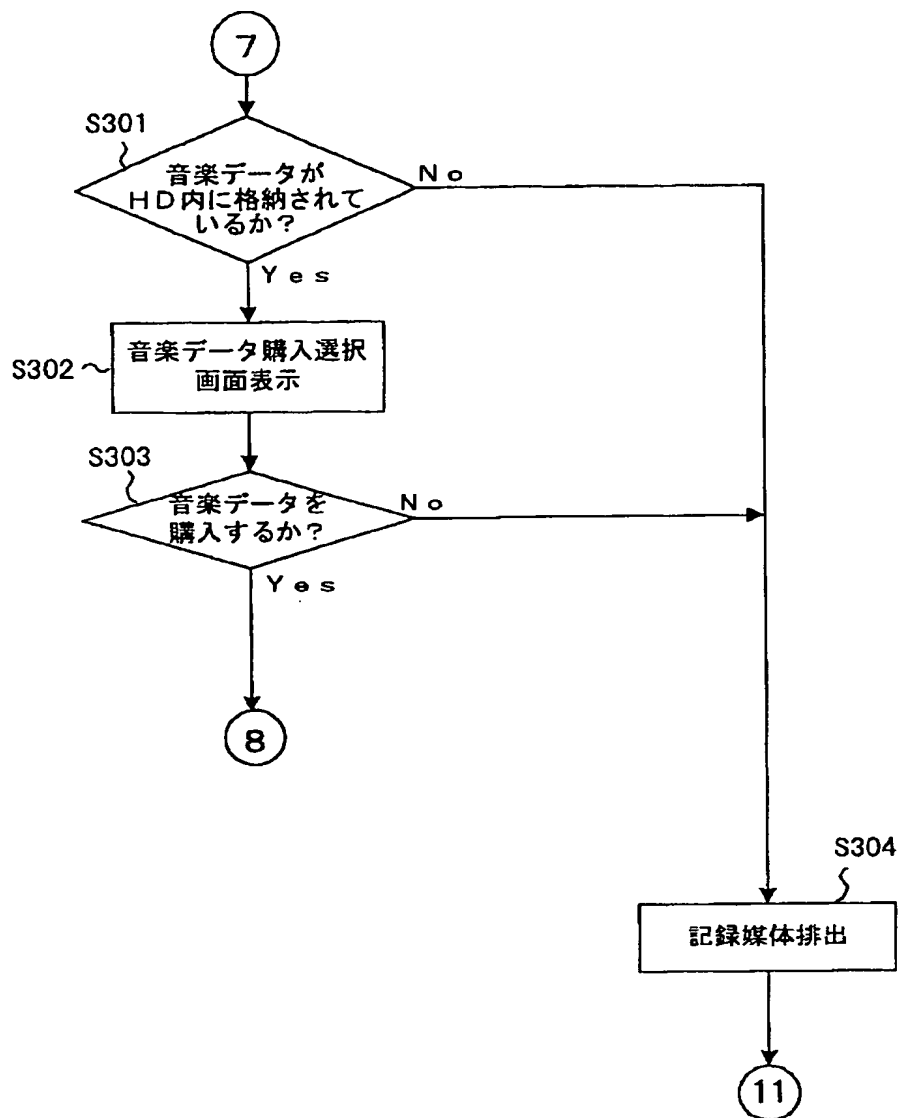 7
S301
音楽データが
HD内に格納されて
いるか?
No
Yes
S302
音楽データ購入選択
画面表示
S303
音楽データを
購入するか?
No
Yes
8
S304
記録媒体排出
11